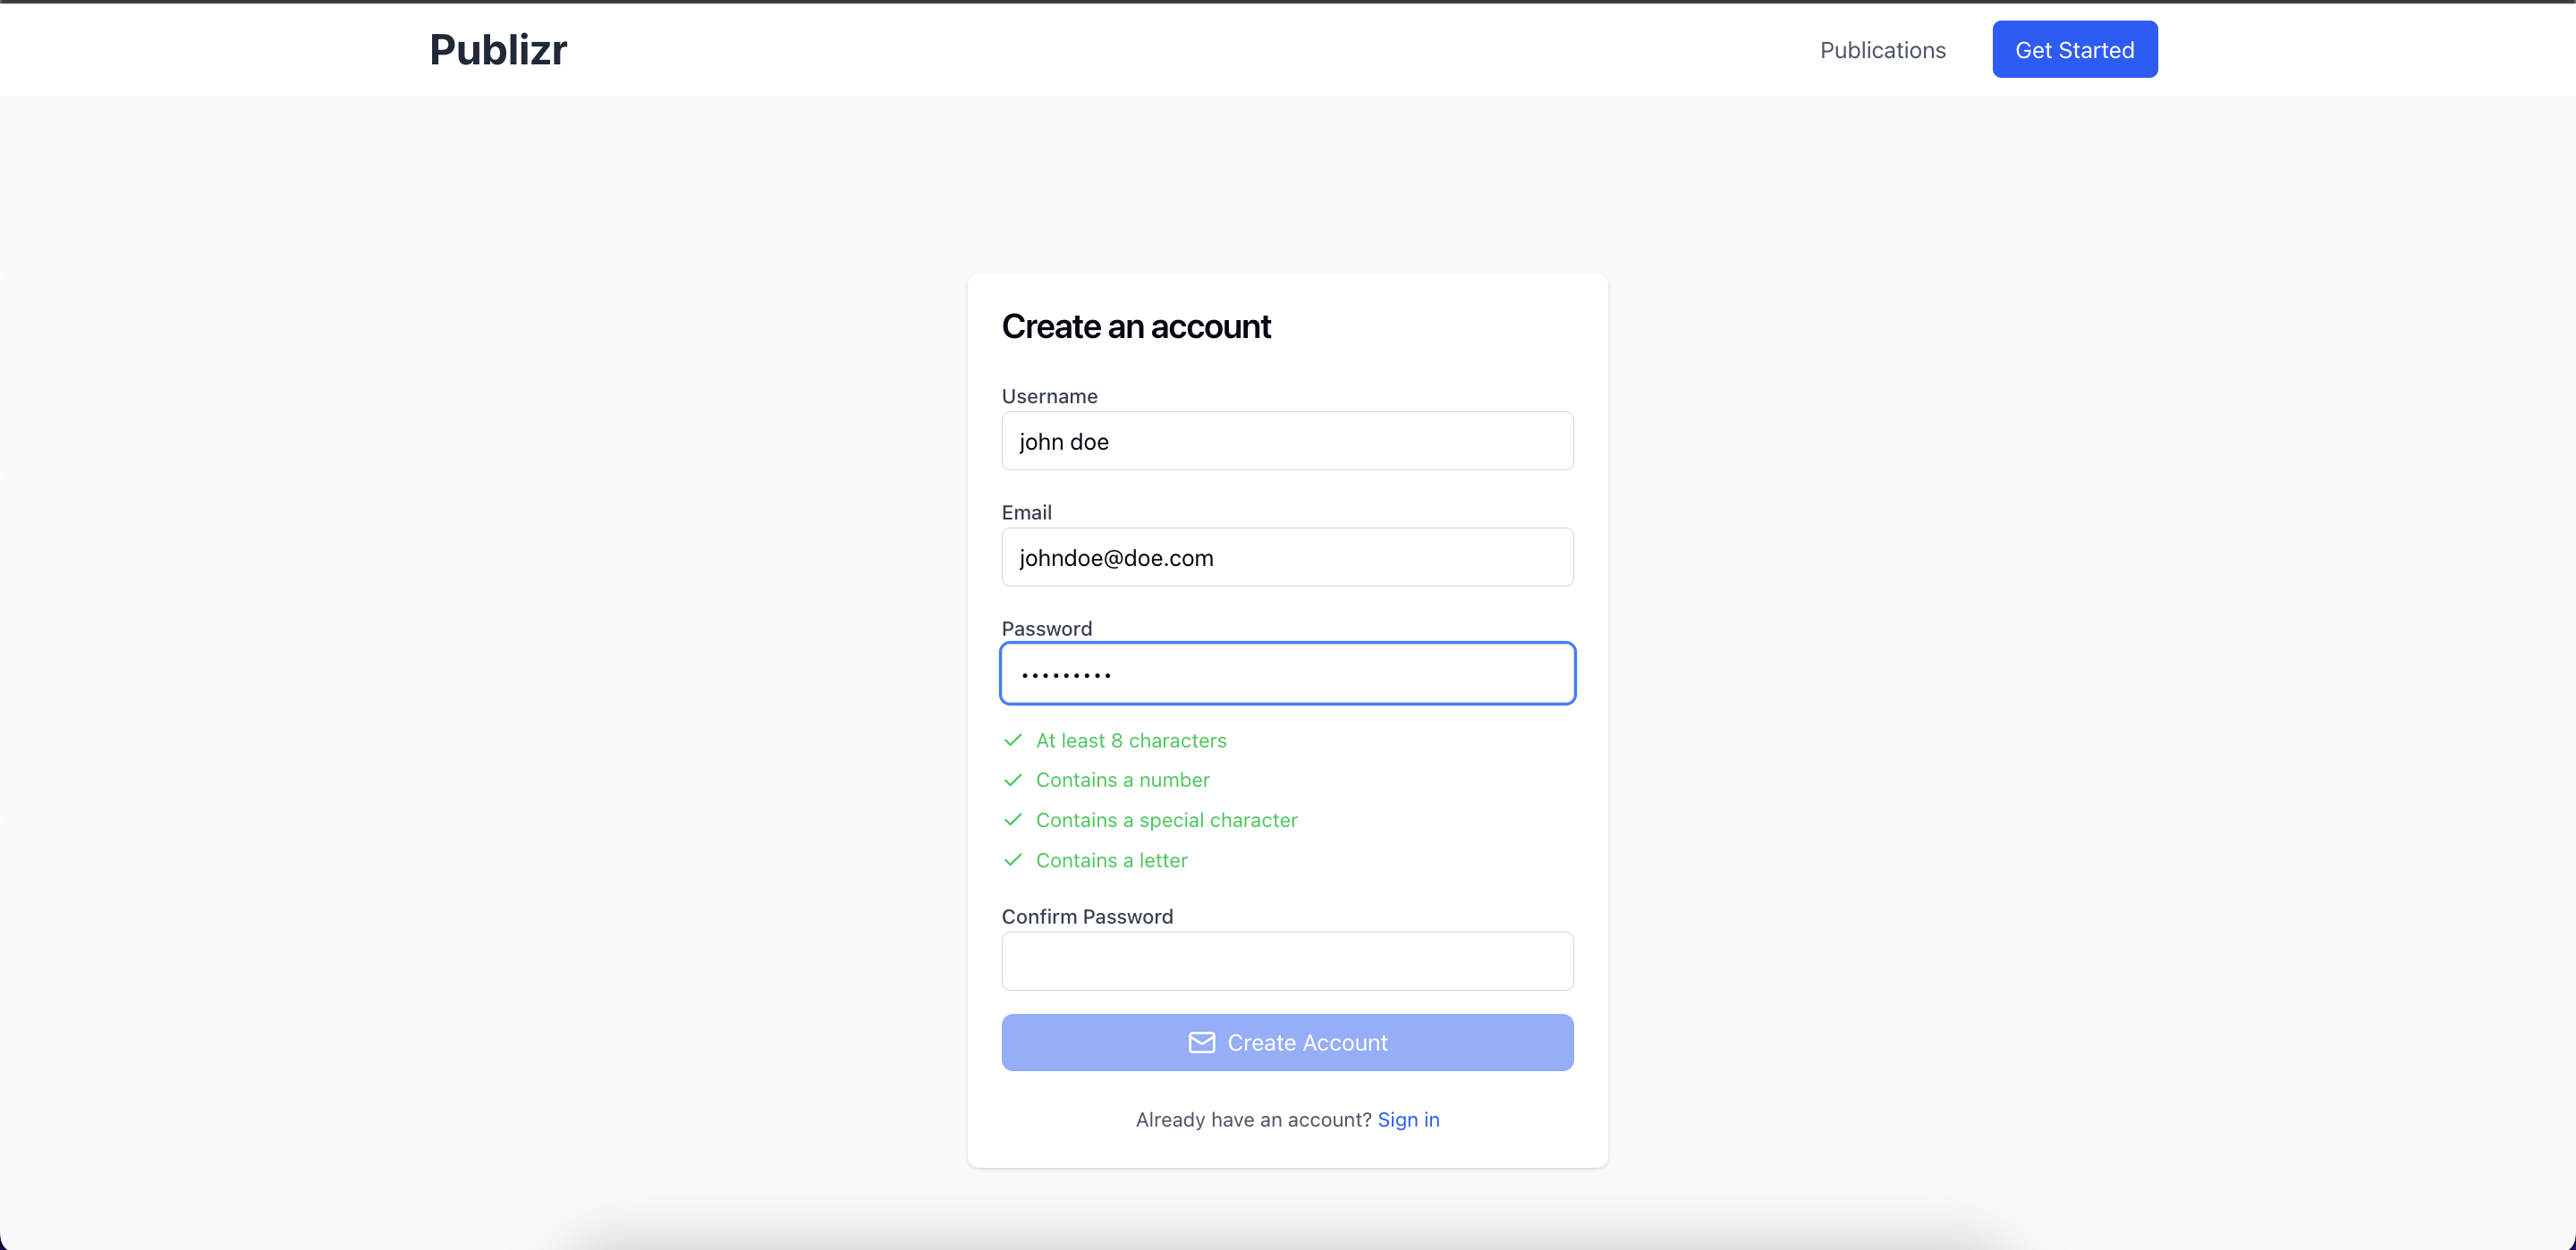 Publizr
Publications
Get Started
Create an account
Username
john doe
Email
johndoe@doe.com
Password
•••••••••
At least 8 characters
Contains a number
Contains a special character
Contains a letter
Confirm Password
Create Account
Already have an account? Sign in